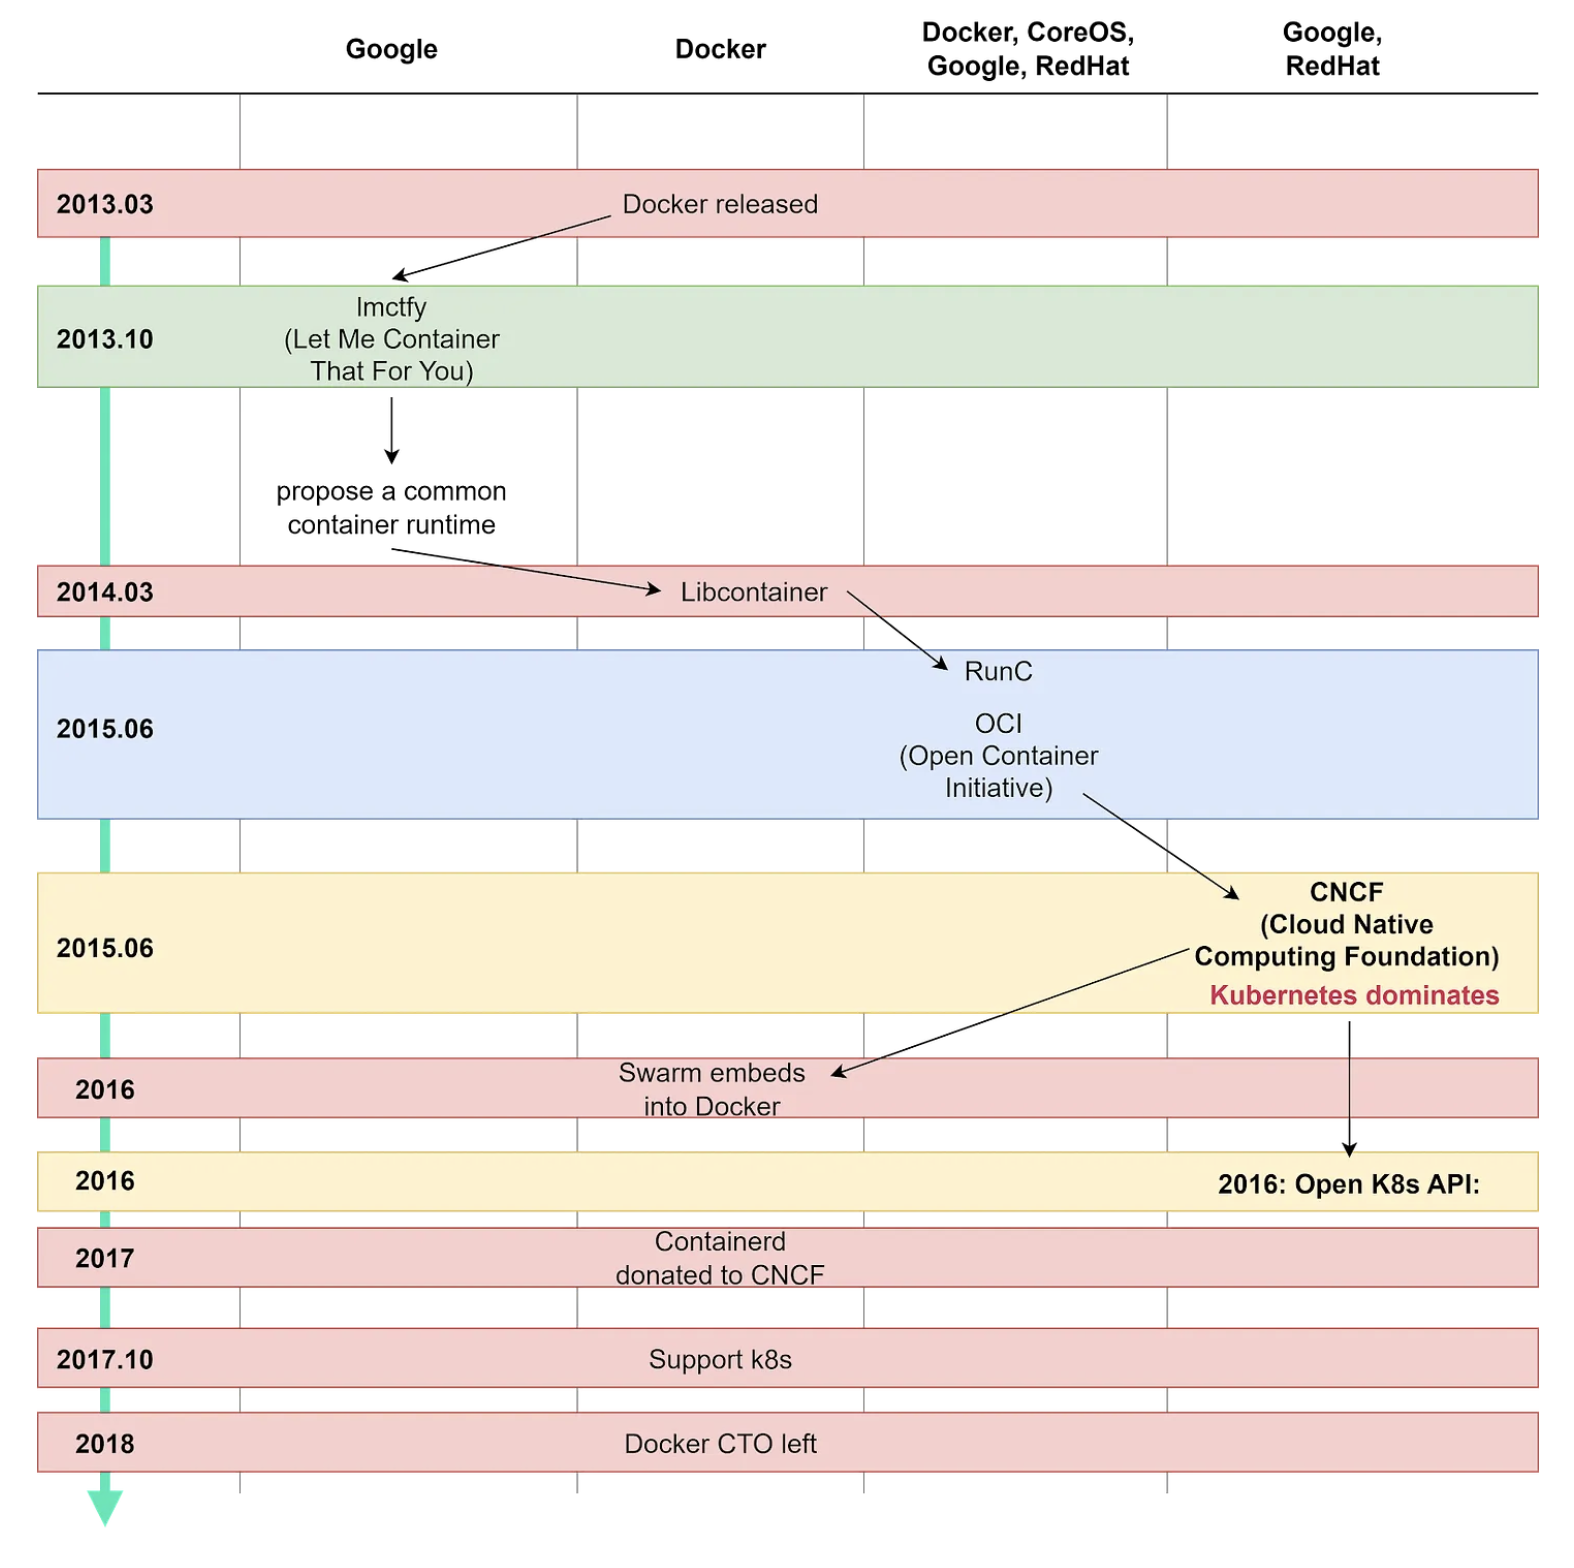 Google
Docker
Docker, CoreOS,
Google, RedHat
Google,
RedHat
2013.03
Docker released
2013.10
lmctfy
(Let Me Container
That For You)
propose a common
container runtime
2014.03
Libcontainer
2015.06
RunC
OCI
(Open Container
Initiative)
2015.06
CNCF
(Cloud Native
Computing Foundation)
Kubernetes dominates
2016
Swarm embeds
into Docker
2016
2016: Open K8s API:
2017
Containerd
donated to CNCF
2017.10
Support k8s
2018
Docker CTO left